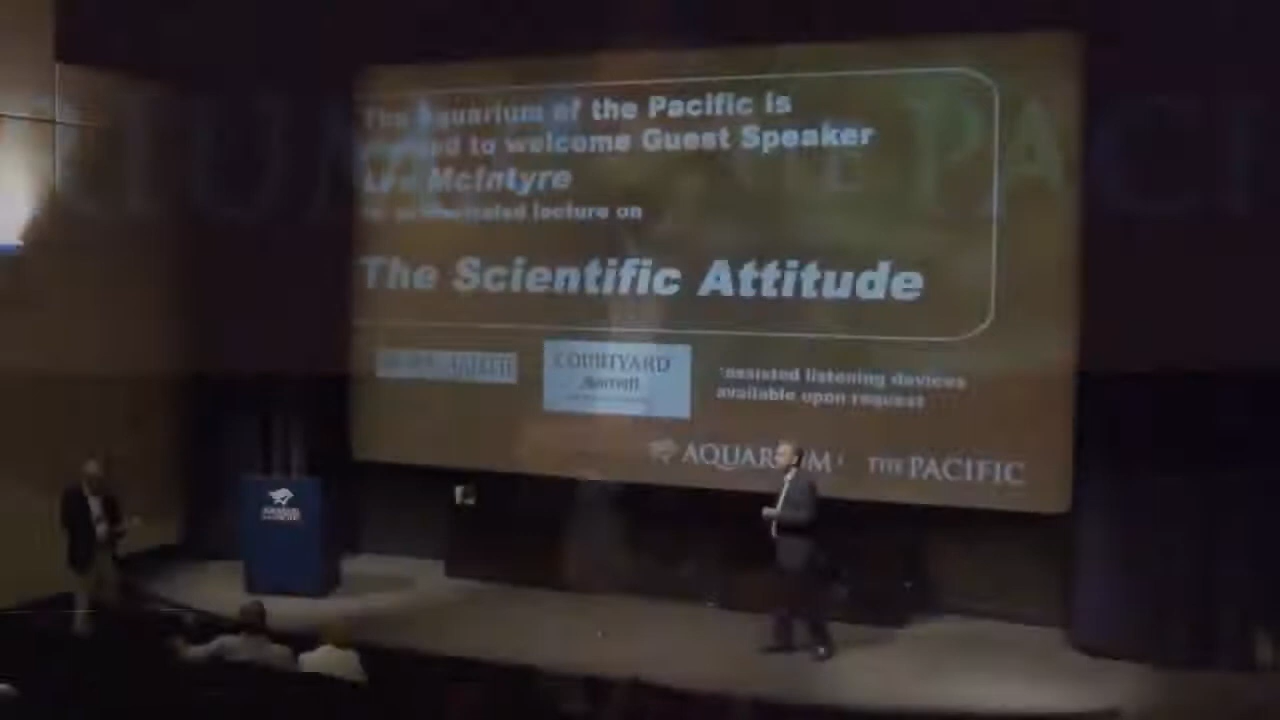 The Aquarium of the Pacific is
to welcome Guest Speaker
McIntyre
lecture on
The Scientific Attitude
COURTYARD
Marriott
*assisted listening devices
available upon request
AQUARIUM THE PACIFIC